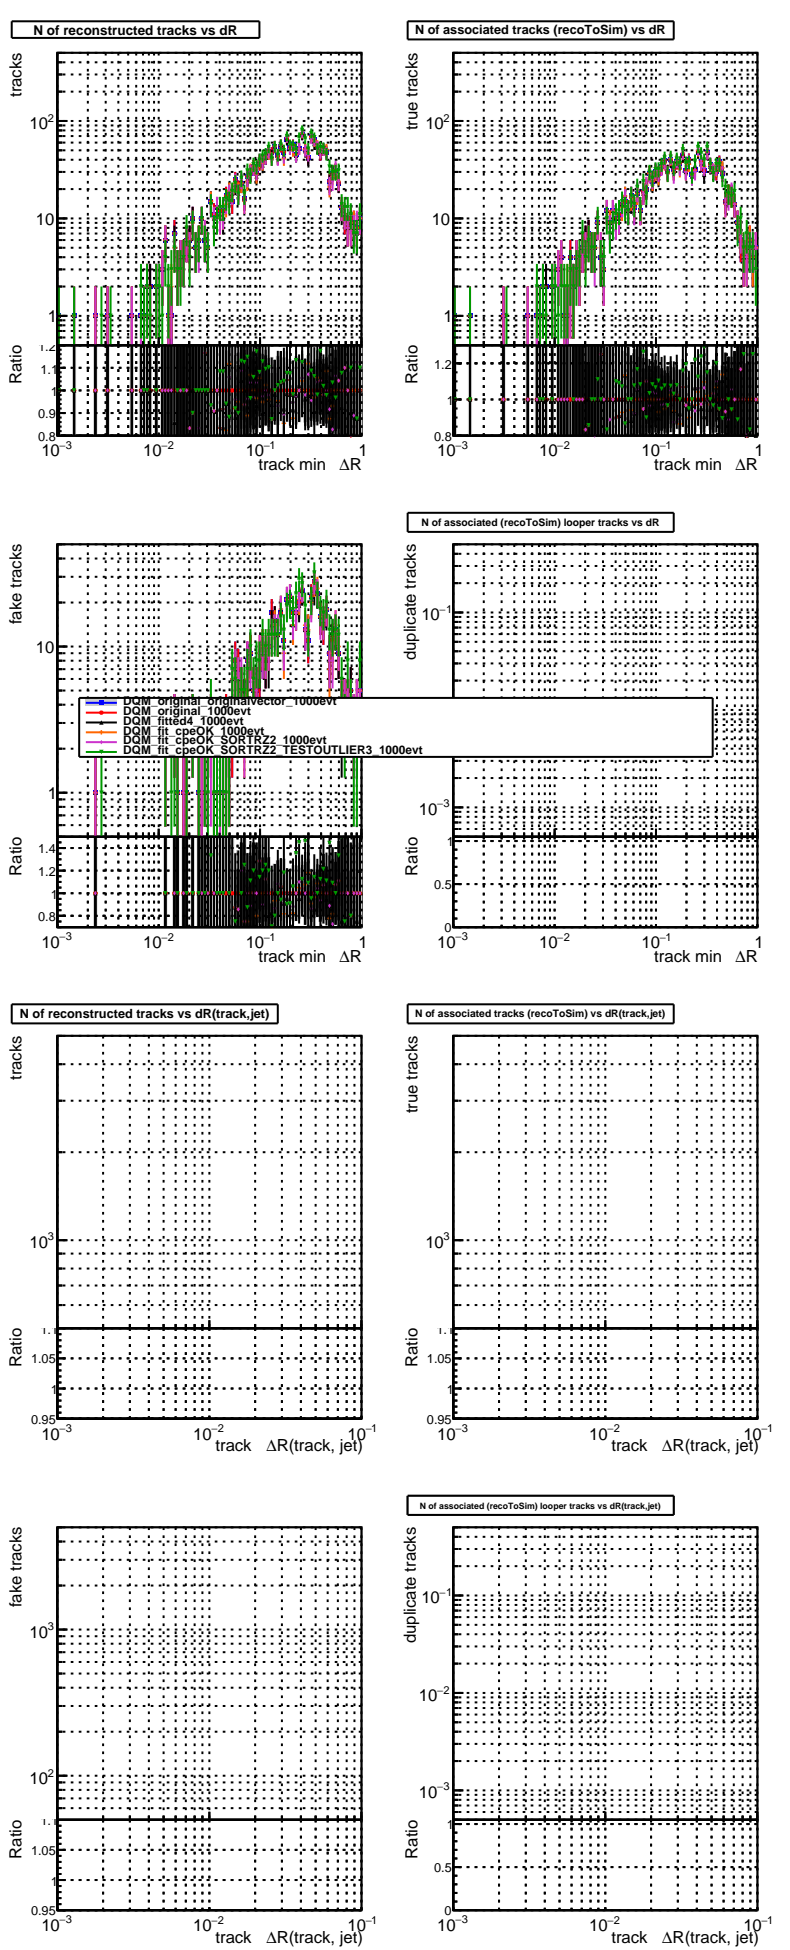 N of reconstructed tracks vs dR
tracks
10²
10
1
Ratio
1.2
1.1
1
0.9
0.8
10⁻³ 10⁻² 10⁻¹ 1
track min ΔR
N of associated tracks (recoToSim) vs dR
true tracks
10²
10
1
Ratio
1.2
1
0.8
10⁻³ 10⁻² 10⁻¹ 1
track min ΔR
fake tracks
10
1
Ratio
1.4
1.2
1
0.8
10⁻³ 10⁻² 10⁻¹ 1
track min ΔR
N of associated (recoToSim) looper tracks vs dR
duplicate tracks
10⁻¹
10⁻³
Ratio
1
0.5
0
10⁻³ 10⁻² 10⁻¹ 1
track min ΔR
DQM_original_originalvector_1000evt
DQM_original_1000evt
DQM_fitted4_1000evt
DQM_fit_cpeOK_1000evt
DQM_fit_cpeOK_SORTRZ2_1000evt
DQM_fit_cpeOK_SORTRZ2_TESTOUTLIER3_1000evt
N of reconstructed tracks vs dR(track,jet)
tracks
10³
Ratio
1.1
1.05
1
0.95
10⁻³ 10⁻² 10⁻¹
track ΔR(track, jet)
N of associated tracks (recoToSim) vs dR(track,jet)
true tracks
10³
Ratio
1.1
1.05
1
0.95
10⁻³ 10⁻² 10⁻¹
track ΔR(track, jet)
fake tracks
10³
10²
Ratio
1.1
1.05
1
0.95
10⁻³ 10⁻² 10⁻¹
track ΔR(track, jet)
N of associated (recoToSim) looper tracks vs dR(track,jet)
duplicate tracks
10⁻¹
10⁻²
10⁻³
Ratio
1
0.5
0
10⁻³ 10⁻² 10⁻¹
track ΔR(track, jet)